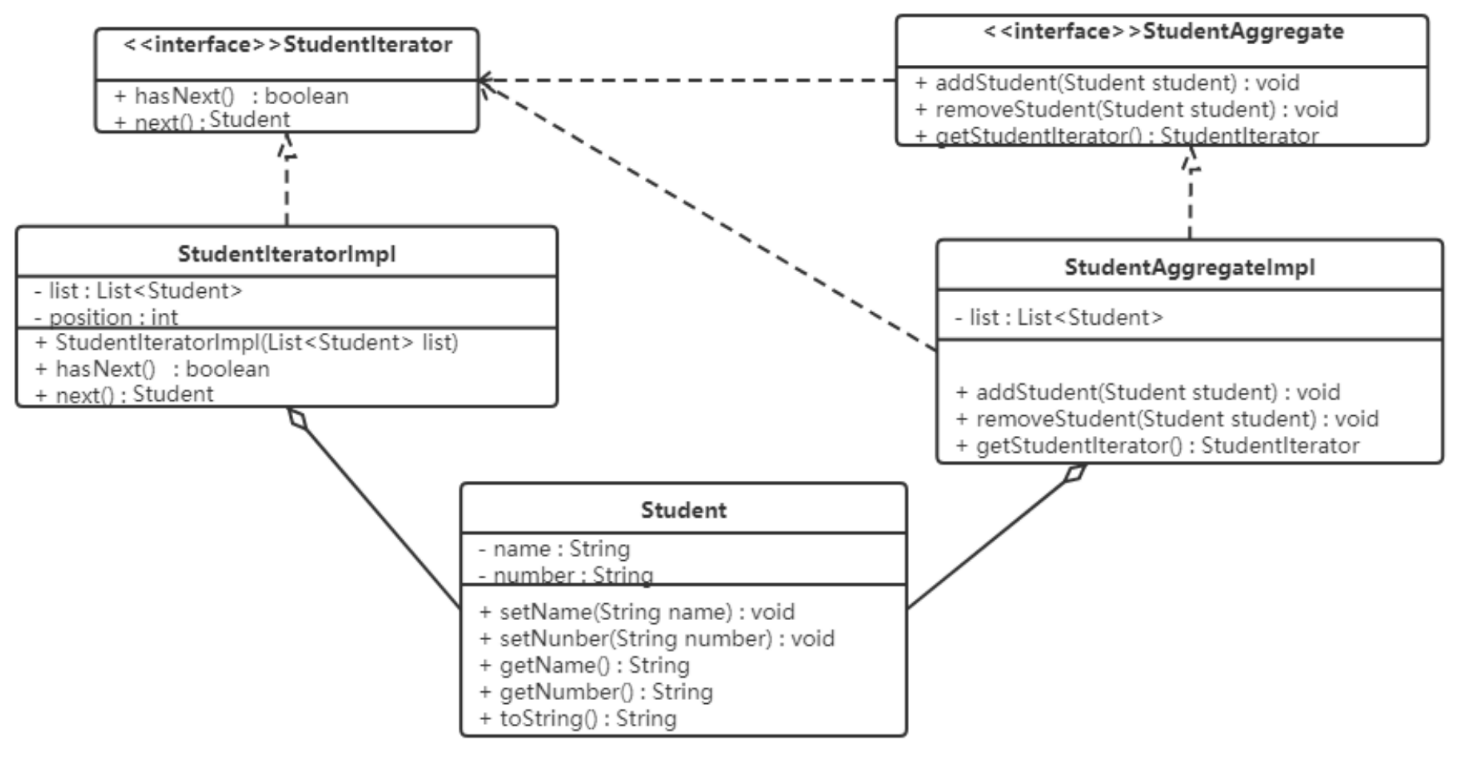 <<interface>>StudentIterator
+ hasNext() : boolean
+ next() : Student
<<interface>>StudentAggregate
+ addStudent(Student student) : void
+ removeStudent(Student student) : void
+ getStudentIterator() : StudentIterator
StudentIteratorImpl
- list : List<Student>
- position : int
+ StudentIteratorImpl(List<Student> list)
+ hasNext() : boolean
+ next() : Student
StudentAggregateImpl
- list : List<Student>
+ addStudent(Student student) : void
+ removeStudent(Student student) : void
+ getStudentIterator() : StudentIterator
Student
- name : String
- number : String
+ setName(String name) : void
+ setNunber(String number) : void
+ getName() : String
+ getNumber() : String
+ toString() : String